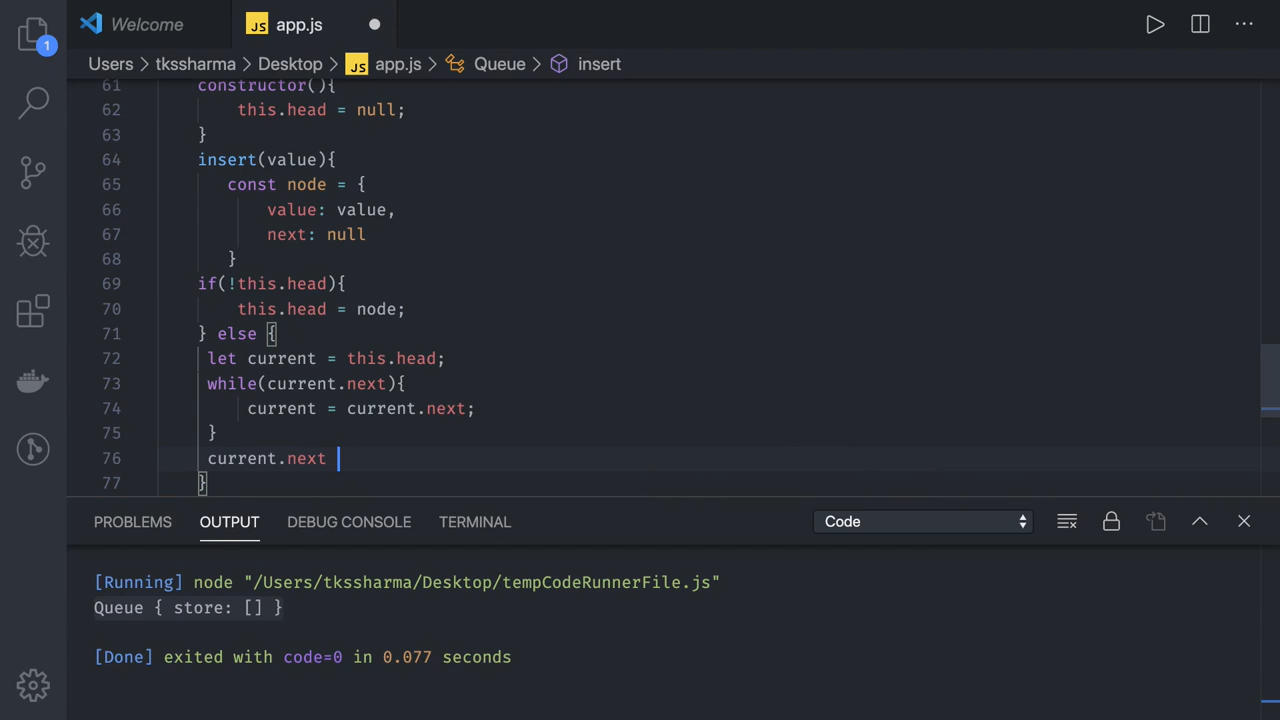 Welcome
JS app.js
1
Users > tkssharma > Desktop > JS app.js > Queue > insert
61 constructor(){
62 this.head = null;
63 }
64 insert(value){
65 const node = {
66 value: value,
67 next: null
68 }
69 if(!this.head){
70 this.head = node;
71 } else {
72 let current = this.head;
73 while(current.next){
74 current = current.next;
75 }
76 current.next
77 }
PROBLEMS OUTPUT DEBUG CONSOLE TERMINAL Code
[Running] node "/Users/tkssharma/Desktop/tempCodeRunnerFile.js"
Queue { store: [] }
[Done] exited with code=0 in 0.077 seconds